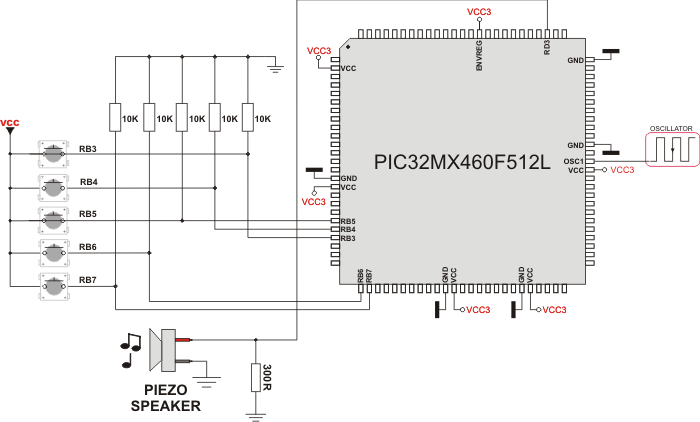 VCC3
VCC3
ENVREG
RD3
VCC
GND
10K
10K
10K
10K
10K
vcc
RB3
RB4
RB5
RB6
RB7
OSCILLATOR
GND
OSC1
VCC
VCC3
PIC32MX460F512L
GND
VCC
VCC3
RB5
RB4
RB3
RB6
RB7
GND
VCC
GND
VCC
VCC3
VCC3
300R
PIEZO
SPEAKER